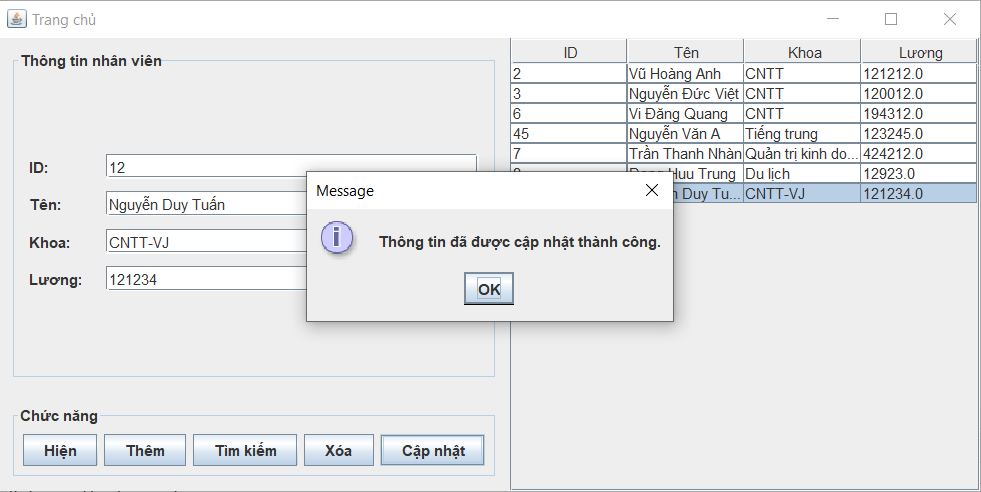 Trang chủ
Thông tin nhân viên
ID: 12
Tên: Nguyễn Duy Tuấn
Khoa: CNTT-VJ
Lương: 121234
Chức năng
Hiện Thêm Tìm kiếm Xóa Cập nhật
ID Tên Khoa Lương
2 Vũ Hoàng Anh CNTT 121212.0
3 Nguyễn Đức Việt CNTT 120012.0
6 Vi Đăng Quang CNTT 194312.0
45 Nguyễn Văn A Tiếng trung 123245.0
7 Trần Thanh Nhàn Quản trị kinh do... 424212.0
Huu Trung Du lịch 12923.0
Duy Tu... CNTT-VJ 121234.0
Message
Thông tin đã được cập nhật thành công.
OK